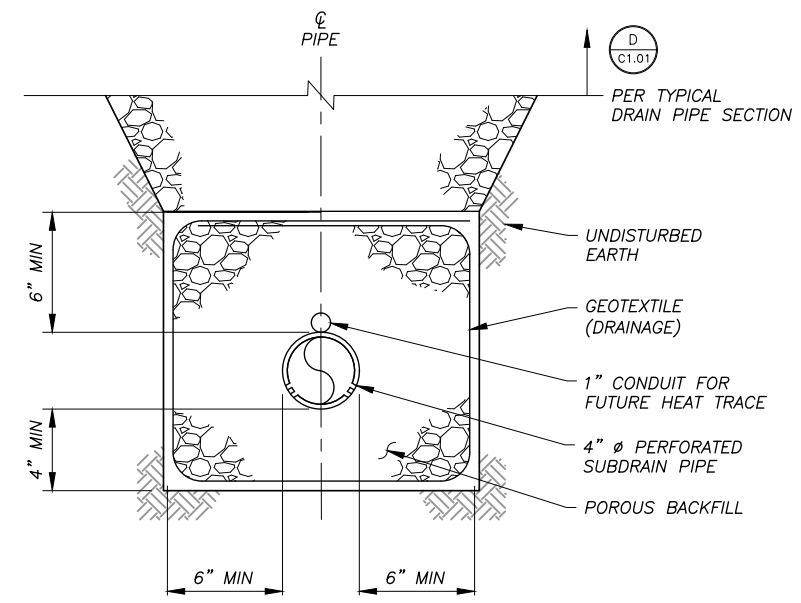 ℄
PIPE
D
C1.01
PER TYPICAL
DRAIN PIPE SECTION
UNDISTURBED
EARTH
6" MIN
GEOTEXTILE
(DRAINAGE)
1" CONDUIT FOR
FUTURE HEAT TRACE
4" MIN
4" ø PERFORATED
SUBDRAIN PIPE
POROUS BACKFILL
6" MIN
6" MIN